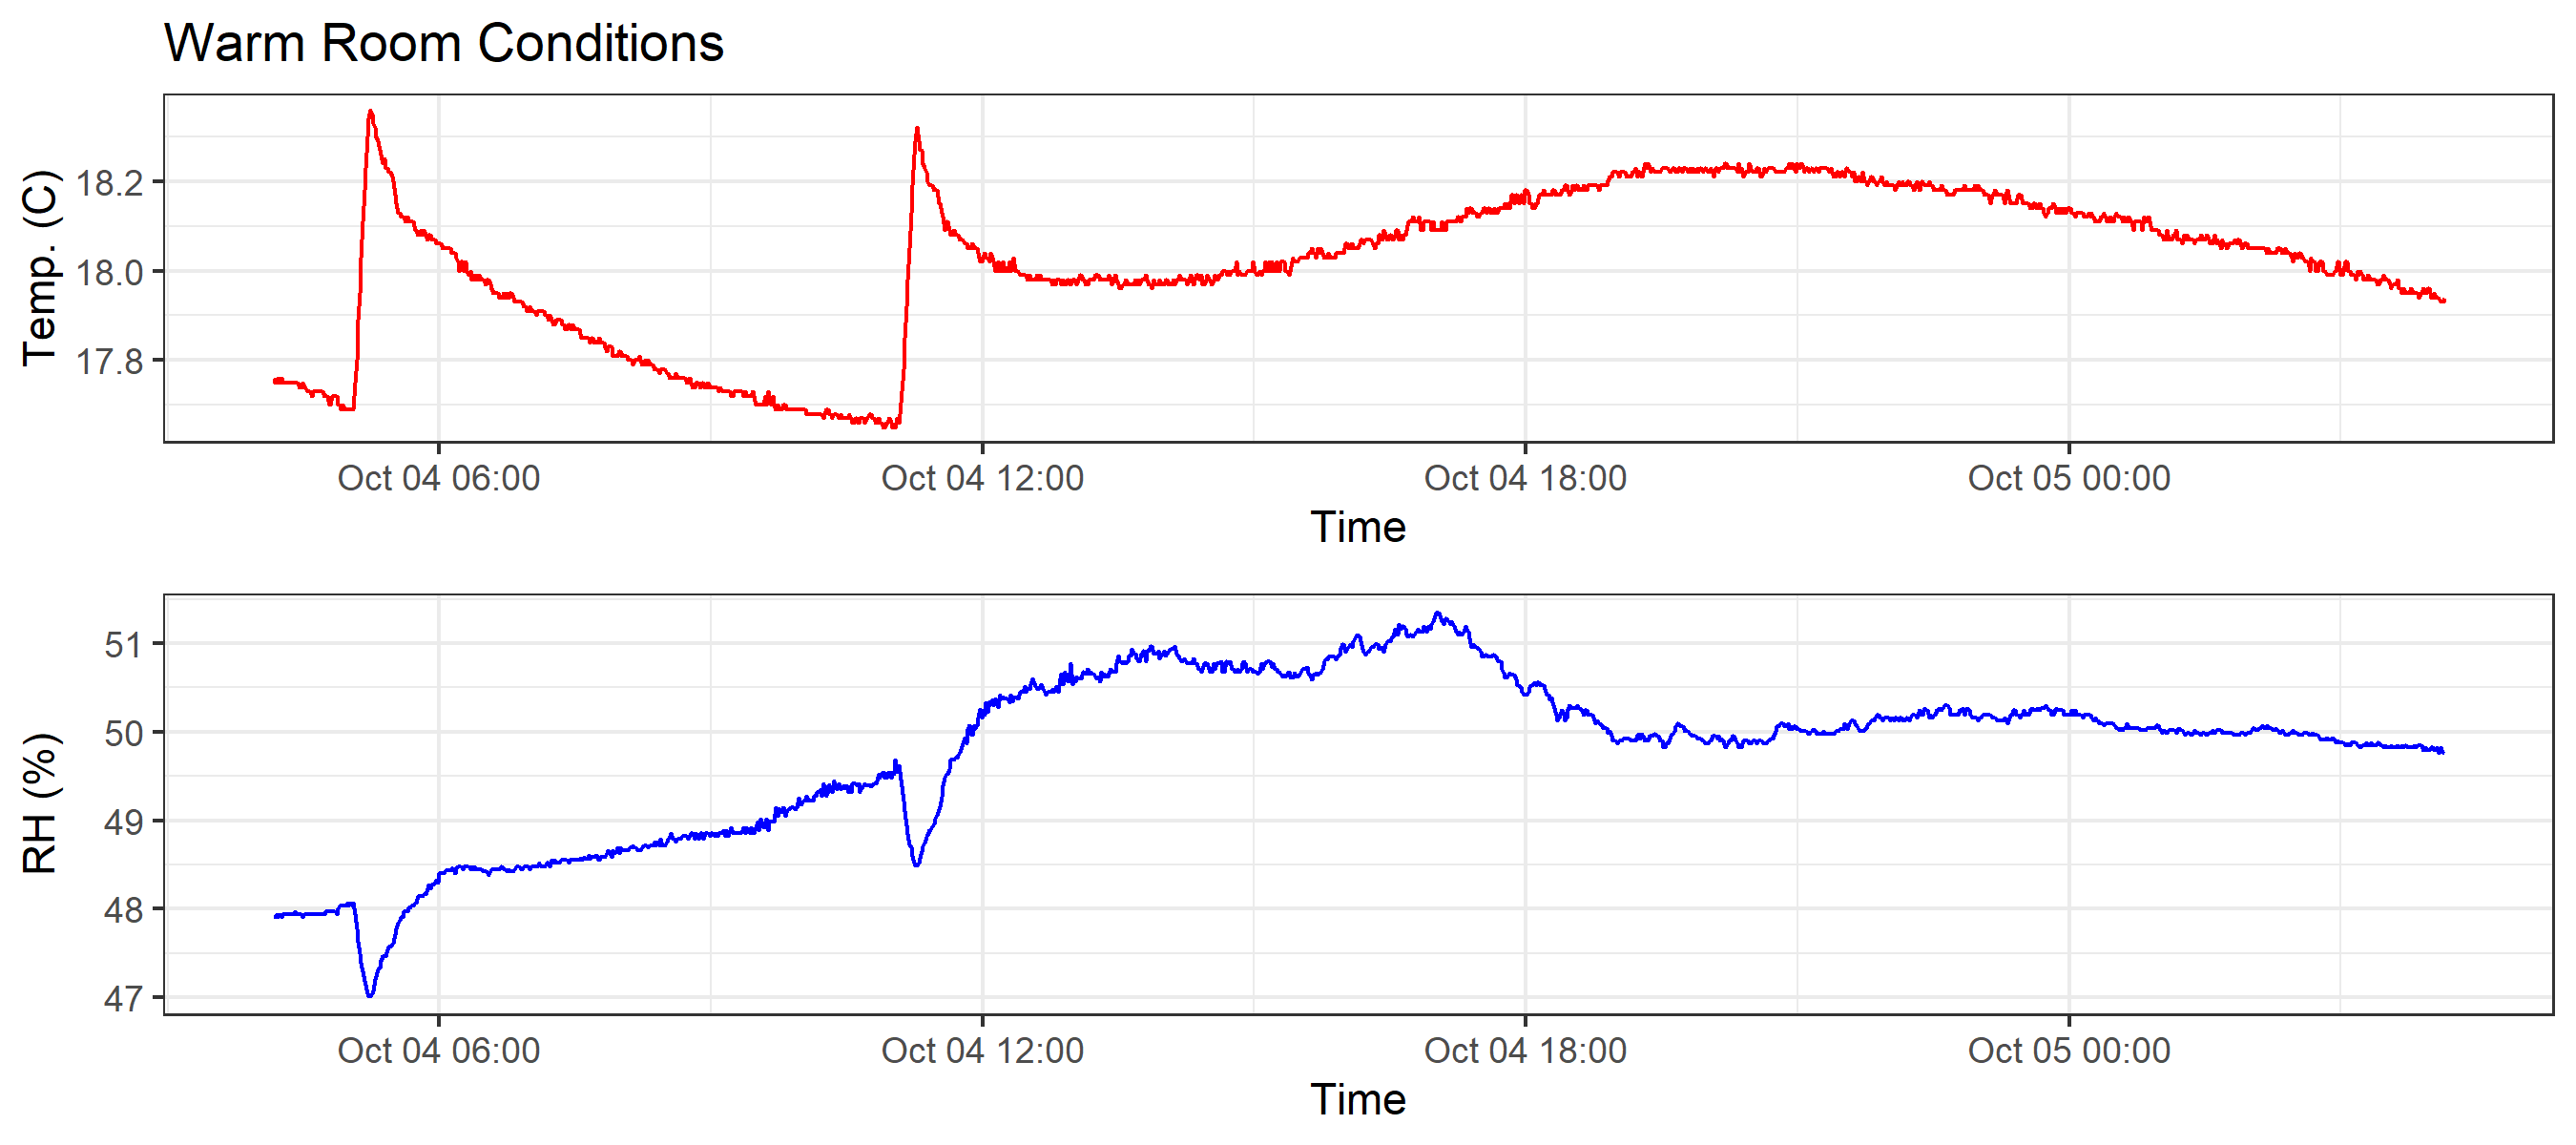 Warm Room Conditions
Temp. (C)
18.2
18.0
17.8
Oct 04 06:00 Oct 04 12:00 Oct 04 18:00 Oct 05 00:00
Time
RH (%)
51
50
49
48
47
Oct 04 06:00 Oct 04 12:00 Oct 04 18:00 Oct 05 00:00
Time